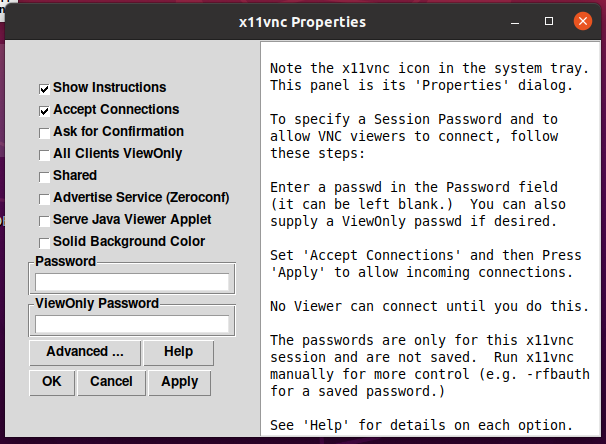 x11vnc Properties
Show Instructions
Accept Connections
Ask for Confirmation
All Clients ViewOnly
Shared
Advertise Service (Zeroconf)
Serve Java Viewer Applet
Solid Background Color
Password
ViewOnly Password
Advanced ...
Help
OK
Cancel
Apply
Note the x11vnc icon in the system tray.
This panel is its 'Properties' dialog.
To specify a Session Password and to
allow VNC viewers to connect, follow
these steps:
Enter a passwd in the Password field
(it can be left blank.)  You can also
supply a ViewOnly passwd if desired.
Set 'Accept Connections' and then Press
'Apply' to allow incoming connections.
No Viewer can connect until you do this.
The passwords are only for this x11vnc
session and are not saved.  Run x11vnc
manually for more control (e.g. -rfbauth
for a saved password.)
See 'Help' for details on each option.